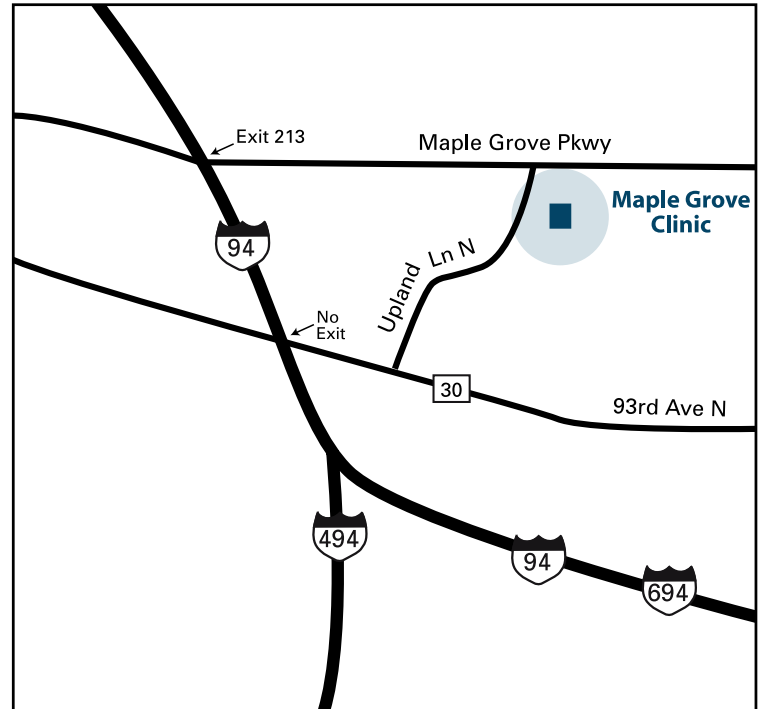 Exit 213
Maple Grove Pkwy
Maple Grove
Clinic
94
Upland Ln N
No
Exit
30
93rd Ave N
494
94
694